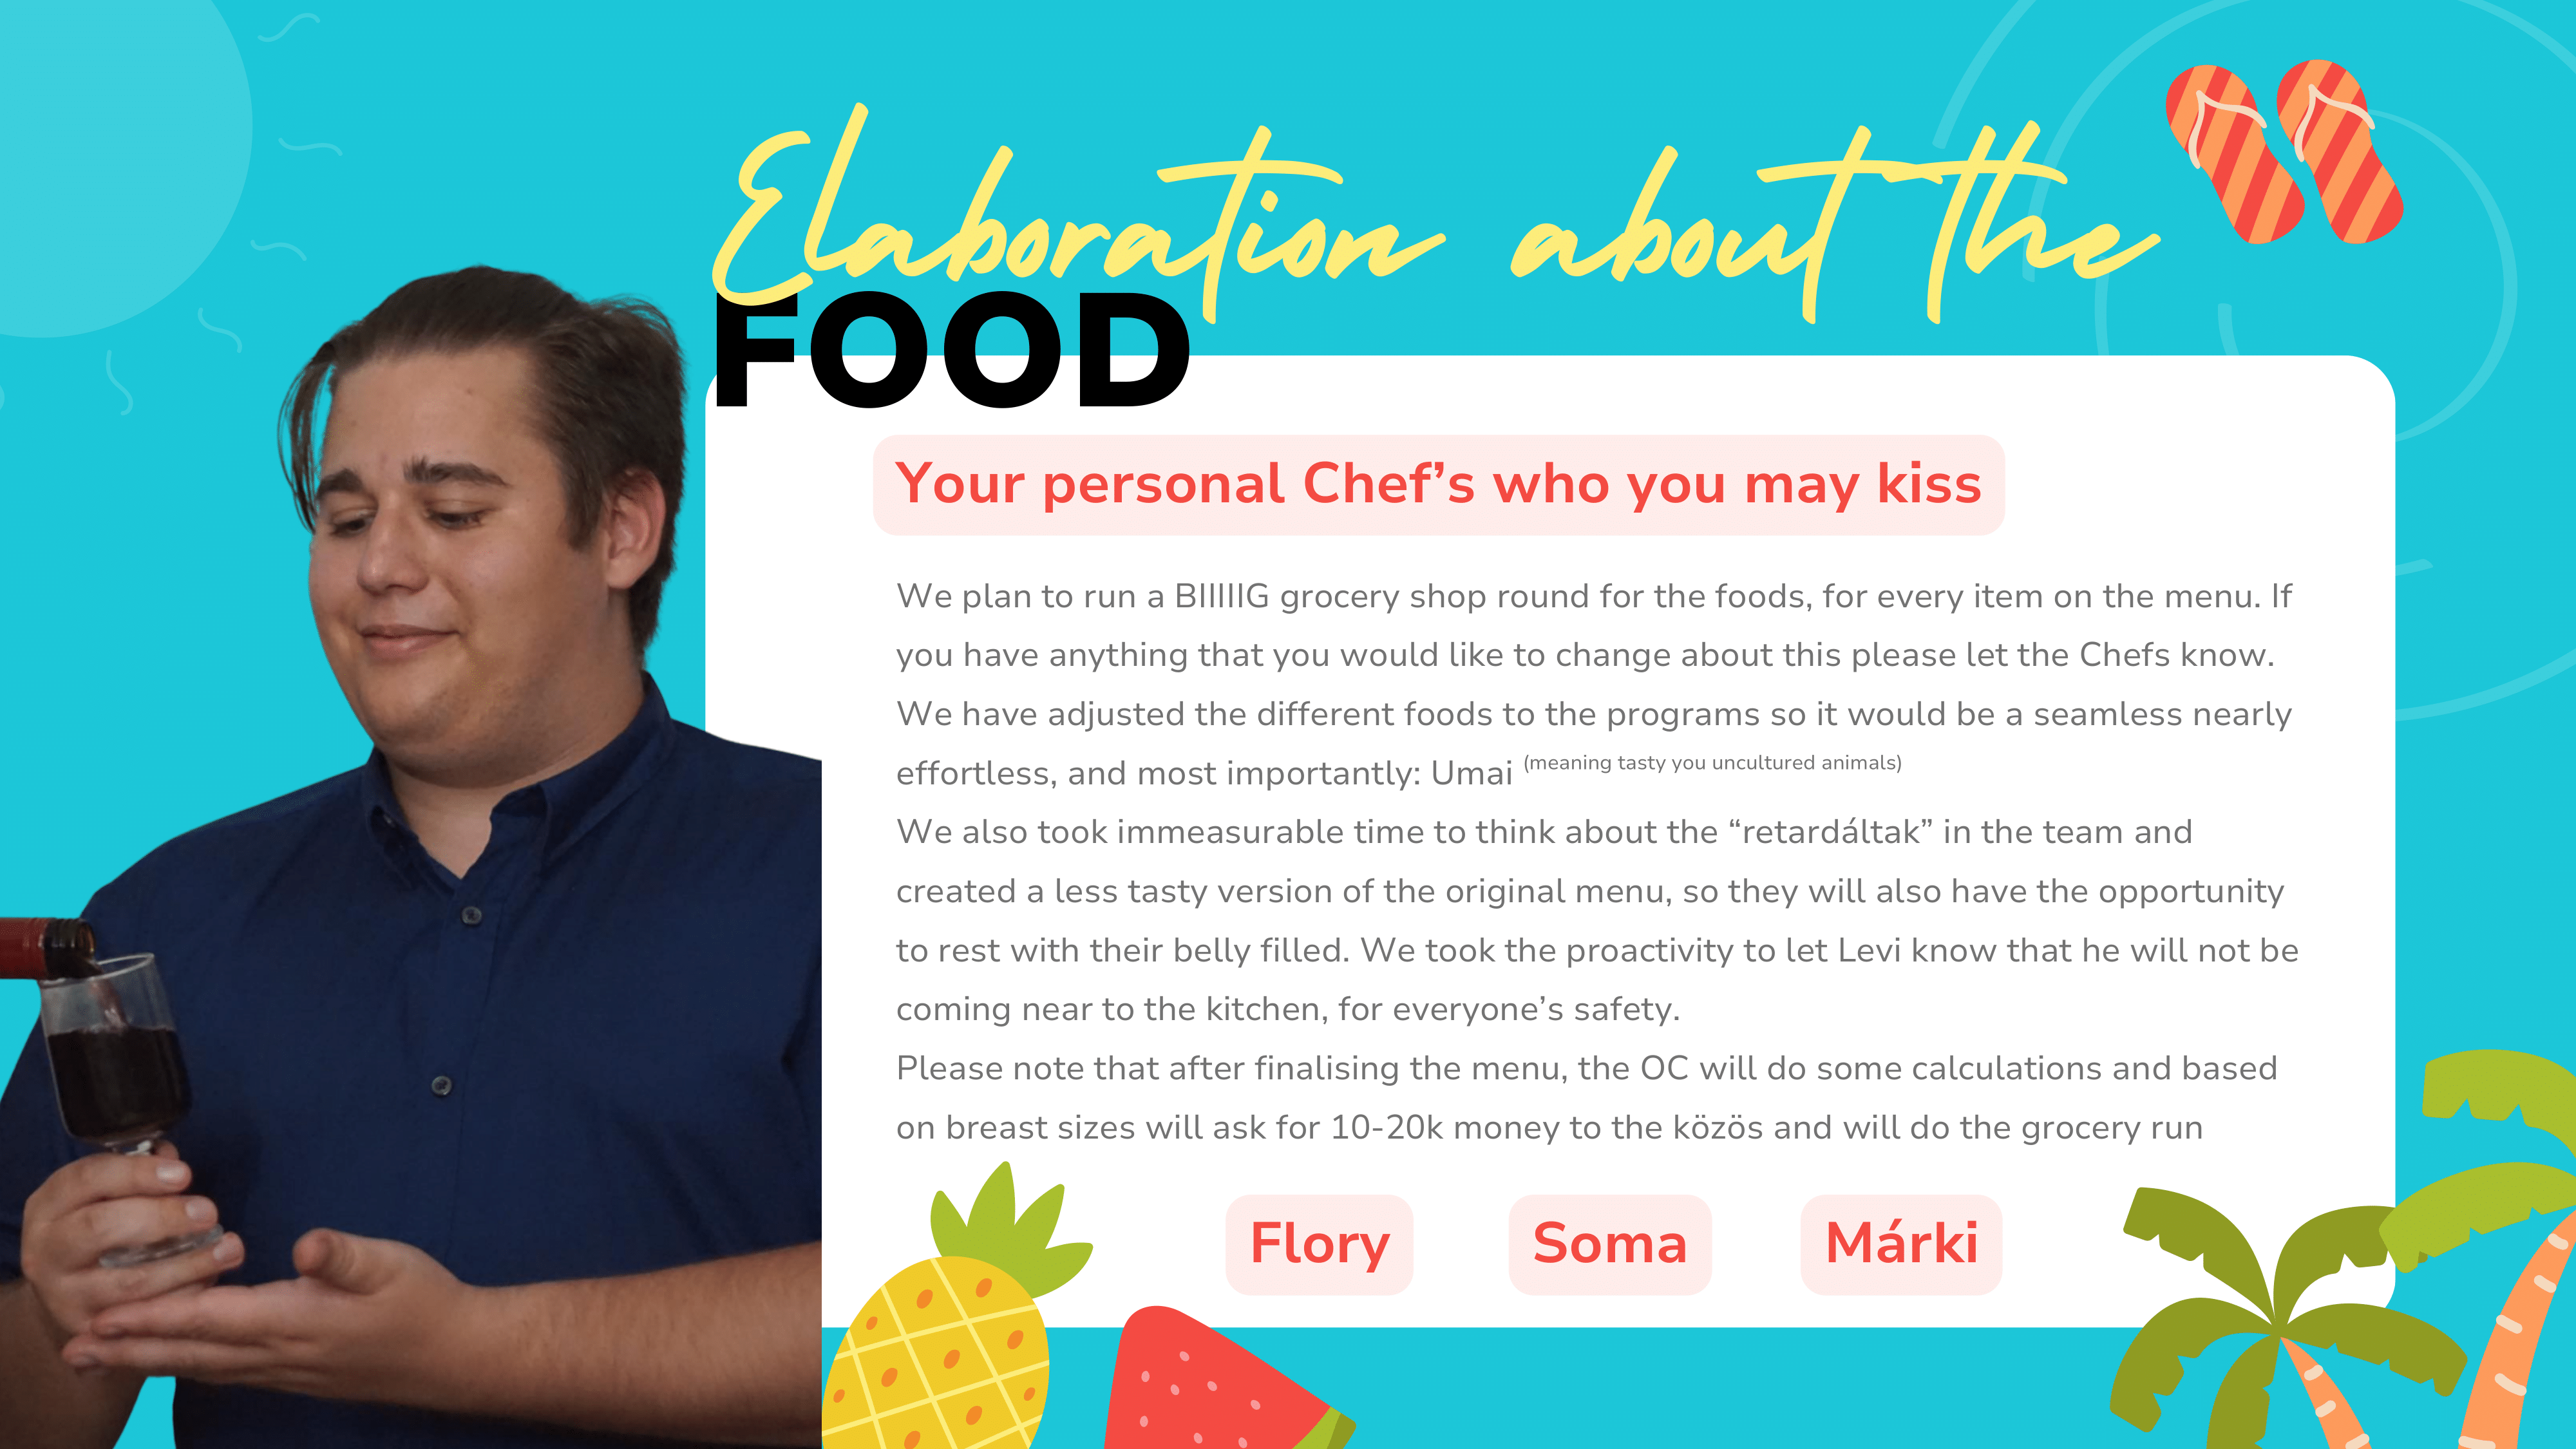 Elaboration about the
FOOD
Your personal Chef’s who you may kiss
We plan to run a BIIIIIG grocery shop round for the foods, for every item on the menu. If
you have anything that you would like to change about this please let the Chefs know.
We have adjusted the different foods to the programs so it would be a seamless nearly
effortless, and most importantly: Umai (meaning tasty you uncultured animals)
We also took immeasurable time to think about the “retardáltak” in the team and
created a less tasty version of the original menu, so they will also have the opportunity
to rest with their belly filled. We took the proactivity to let Levi know that he will not be
coming near to the kitchen, for everyone’s safety.
Please note that after finalising the menu, the OC will do some calculations and based
on breast sizes will ask for 10-20k money to the közös and will do the grocery run
Flory Soma Márki